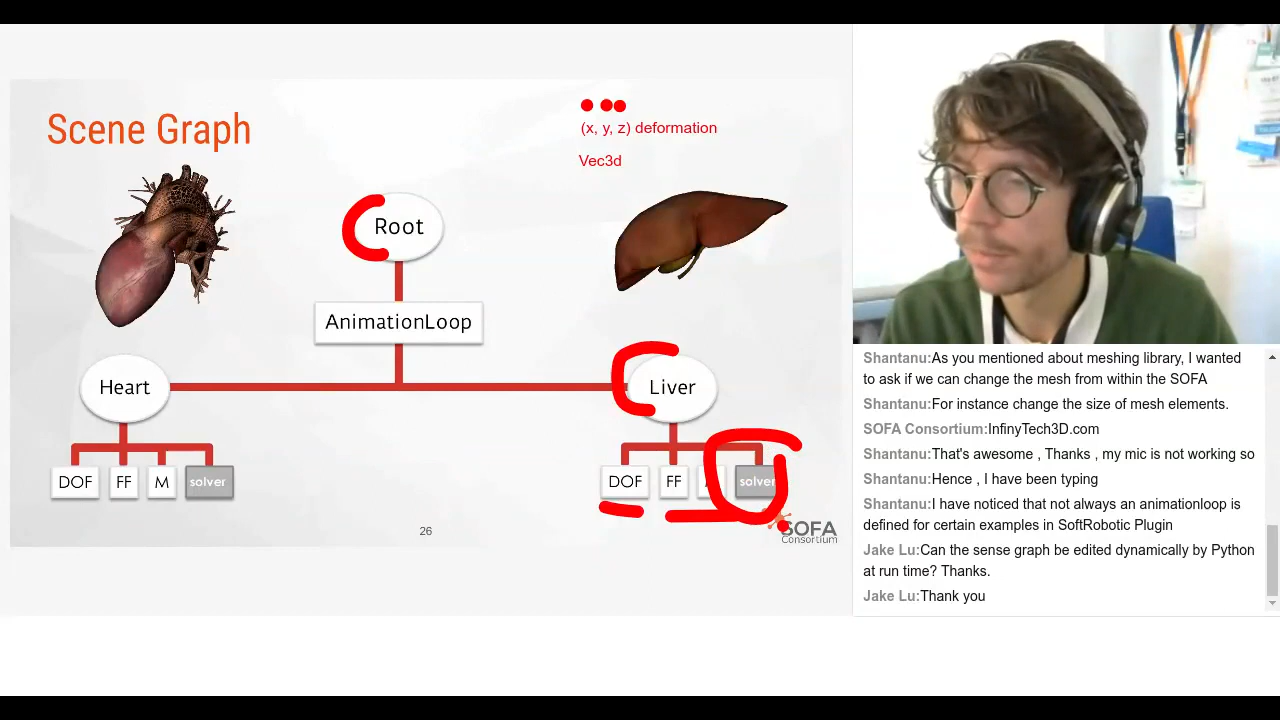 Scene Graph
(x, y, z) deformation
Vec3d
Root
AnimationLoop
Heart
Liver
DOF FF M solver
DOF FF solver
26
SOFA
Consortium
Shantanu:As you mentioned about meshing library, I wanted
to ask if we can change the mesh from within the SOFA
Shantanu:For instance change the size of mesh elements.
SOFA Consortium:InfinyTech3D.com
Shantanu:That's awesome , Thanks , my mic is not working so
Shantanu:Hence , I have been typing
Shantanu:I have noticed that not always an animationloop is
defined for certain examples in SoftRobotic Plugin
Jake Lu:Can the sense graph be edited dynamically by Python
at run time? Thanks.
Jake Lu:Thank you